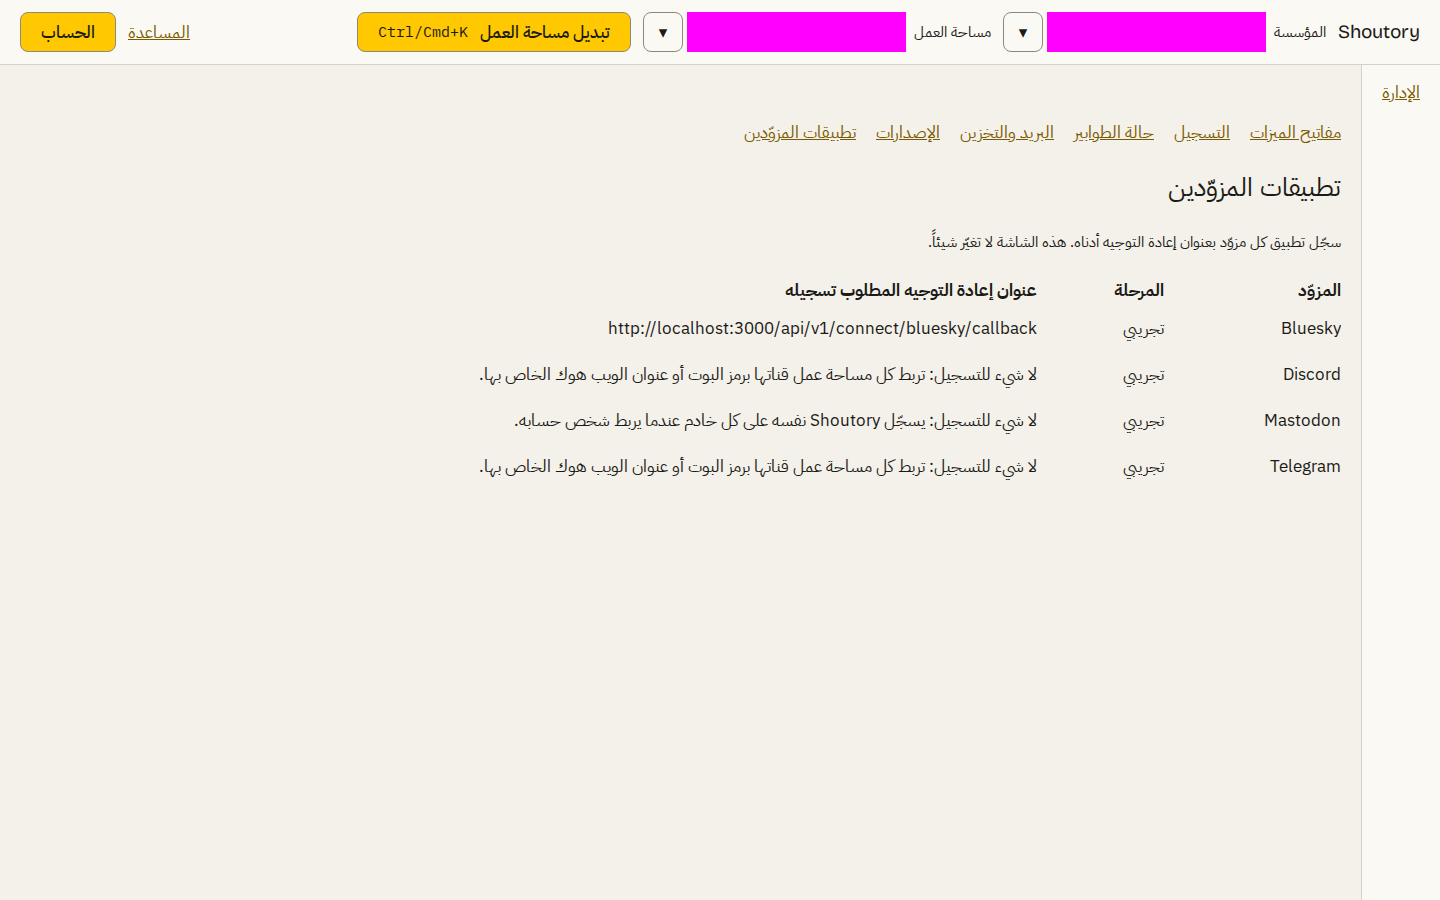 Shoutory المؤسسة ▼ مساحة العمل ▼ تبديل مساحة العمل Ctrl/Cmd+K المساعدة الحساب
الإدارة
مفاتيح الميزات التسجيل حالة الطوابير البريد والتخزين الإصدارات تطبيقات المزوّدين
تطبيقات المزوّدين
سجّل تطبيق كل مزوّد بعنوان إعادة التوجيه أدناه. هذه الشاشة لا تغيّر شيئاً.
المزوّد المرحلة عنوان إعادة التوجيه المطلوب تسجيله
Bluesky تجريبي http://localhost:3000/api/v1/connect/bluesky/callback
Discord تجريبي لا شيء للتسجيل: تربط كل مساحة عمل قناتها برمز البوت أو عنوان الويب هوك الخاص بها.
Mastodon تجريبي لا شيء للتسجيل: يسجّل Shoutory نفسه على كل خادم عندما يربط شخص حسابه.
Telegram تجريبي لا شيء للتسجيل: تربط كل مساحة عمل قناتها برمز البوت أو عنوان الويب هوك الخاص بها.